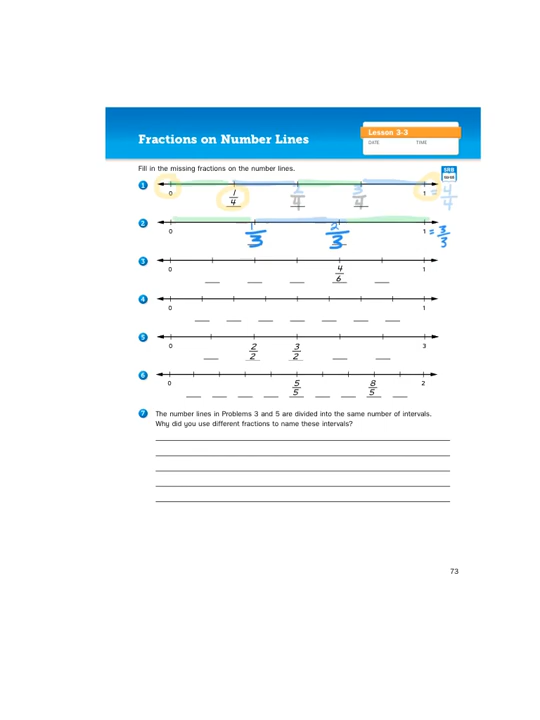 Fractions on Number Lines
Lesson 3-3
DATE TIME
Fill in the missing fractions on the number lines.
SRB
1 0 1/4 2/4 3/4 1 = 4/4
2 0 1/3 2/3 1 = 3/3
3 0 4/6 1
4 0 1
5 0 2/2 3/2 3
6 0 5/5 8/5 2
7 The number lines in Problems 3 and 5 are divided into the same number of intervals.
Why did you use different fractions to name these intervals?
73